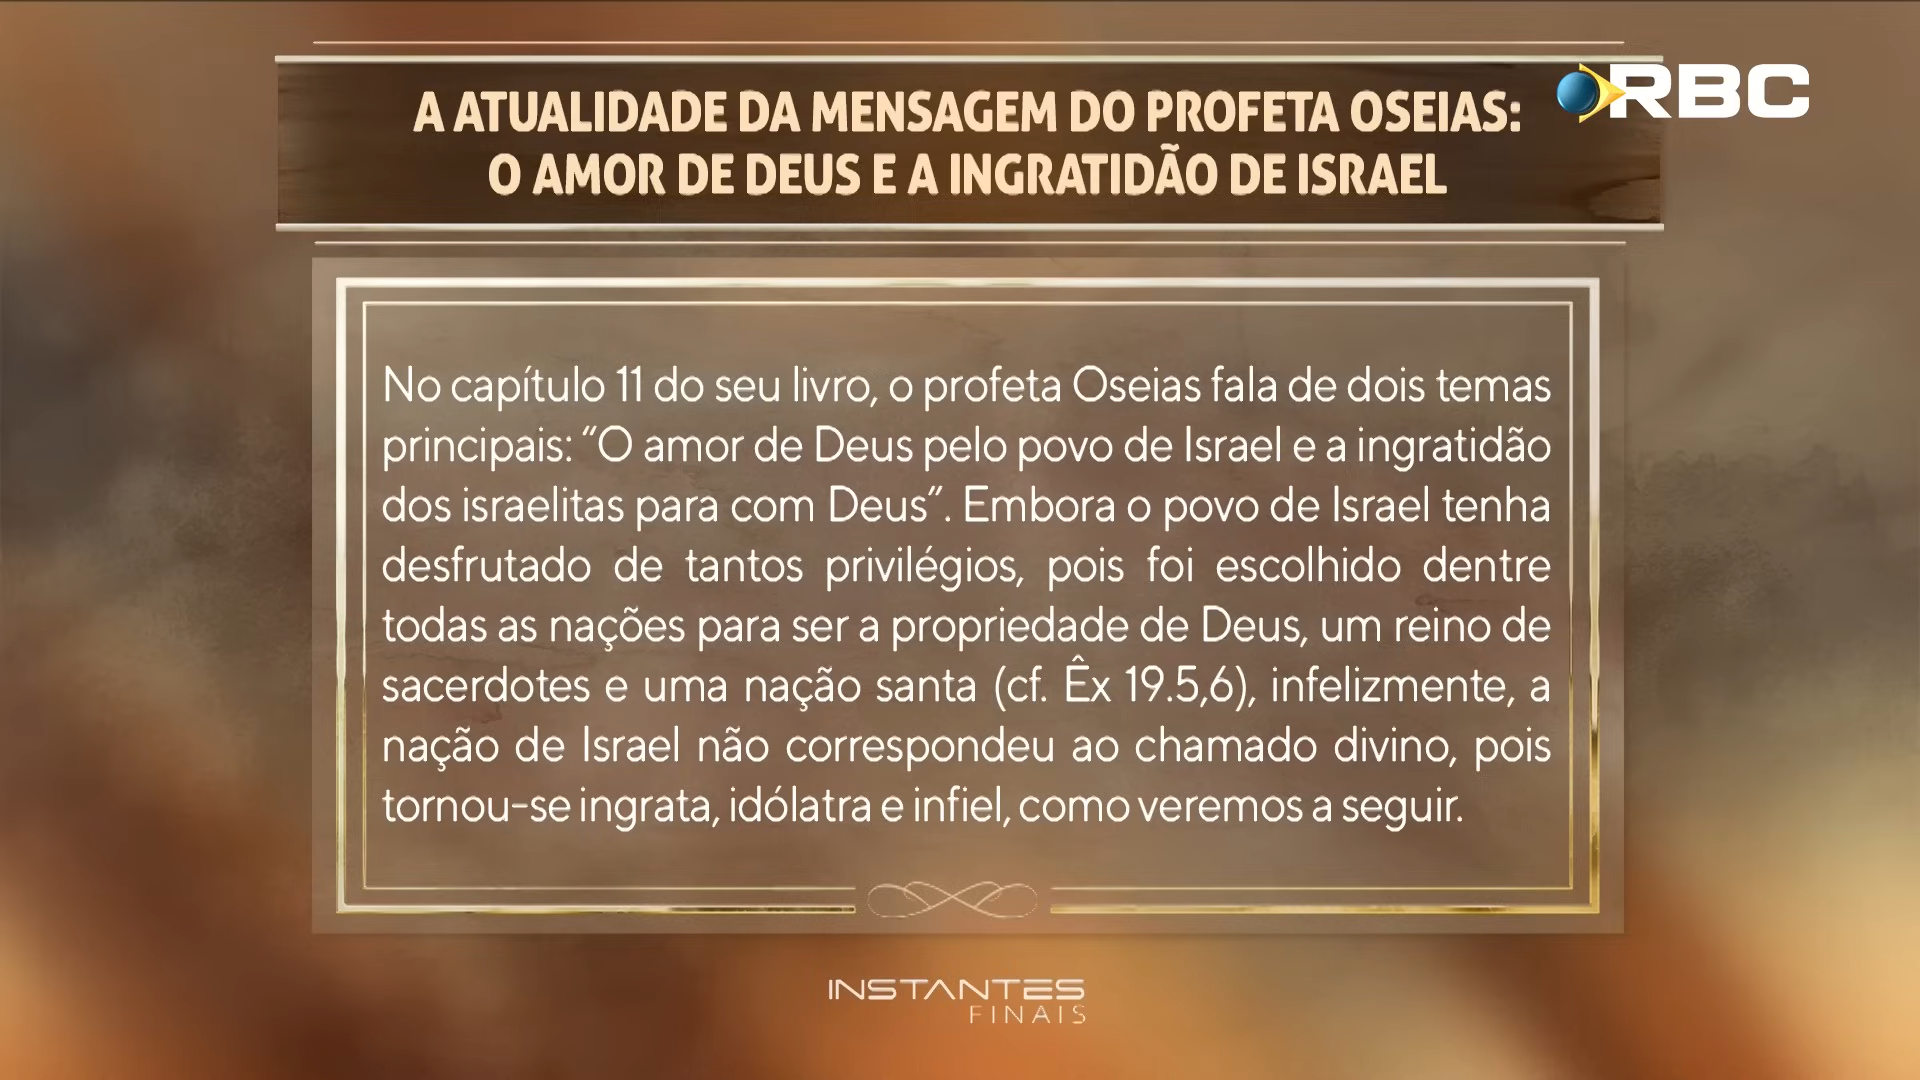 A ATUALIDADE DA MENSAGEM DO PROFETA OSEIAS:
O AMOR DE DEUS E A INGRATIDÃO DE ISRAEL
RBC
No capítulo 11 do seu livro, o profeta Oseias fala de dois temas
principais: “O amor de Deus pelo povo de Israel e a ingratidão
dos israelitas para com Deus”. Embora o povo de Israel tenha
desfrutado de tantos privilégios, pois foi escolhido dentre
todas as nações para ser a propriedade de Deus, um reino de
sacerdotes e uma nação santa (cf. Êx 19.5,6), infelizmente, a
nação de Israel não correspondeu ao chamado divino, pois
tornou-se ingrata, idólatra e infiel, como veremos a seguir.
INSTANTES
FINAIS